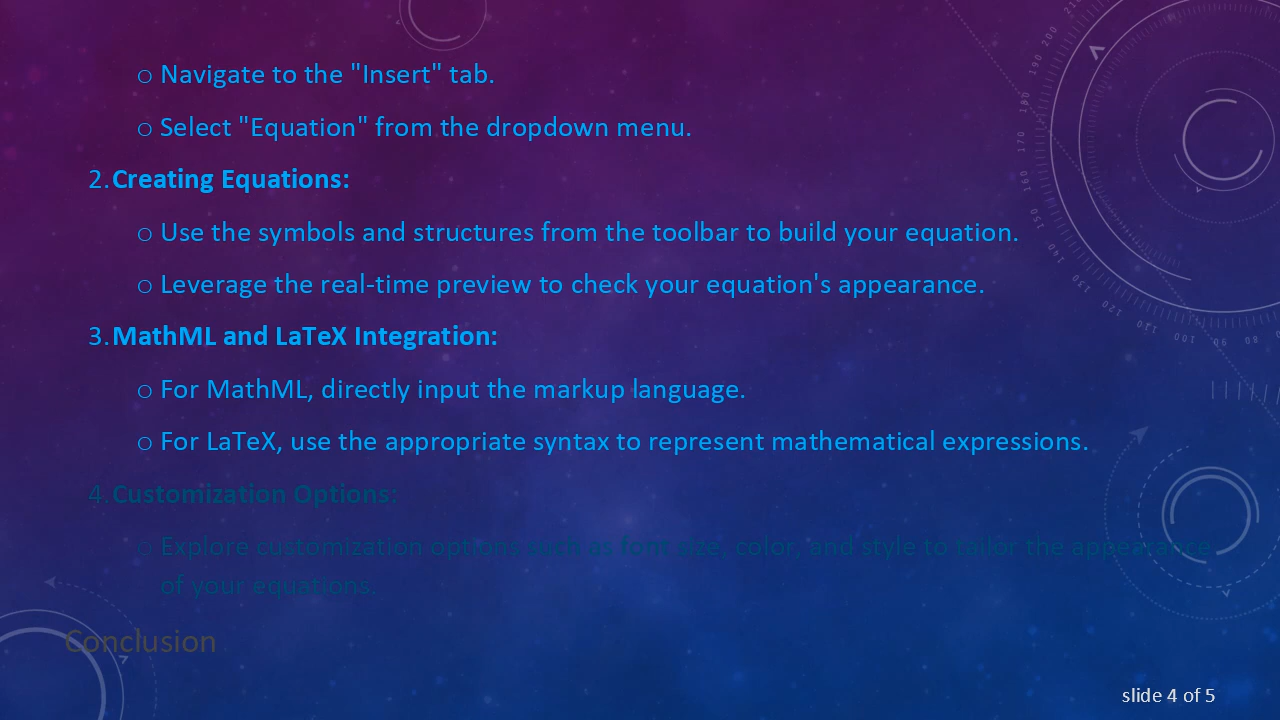 ○ Navigate to the "Insert" tab.
○ Select "Equation" from the dropdown menu.
2. Creating Equations:
○ Use the symbols and structures from the toolbar to build your equation.
○ Leverage the real-time preview to check your equation's appearance.
3. MathML and LaTeX Integration:
○ For MathML, directly input the markup language.
○ For LaTeX, use the appropriate syntax to represent mathematical expressions.
4. Customization Options:
○ Explore customization options such as font size, color, and style to tailor the appearance
of your equations.
Conclusion
slide 4 of 5